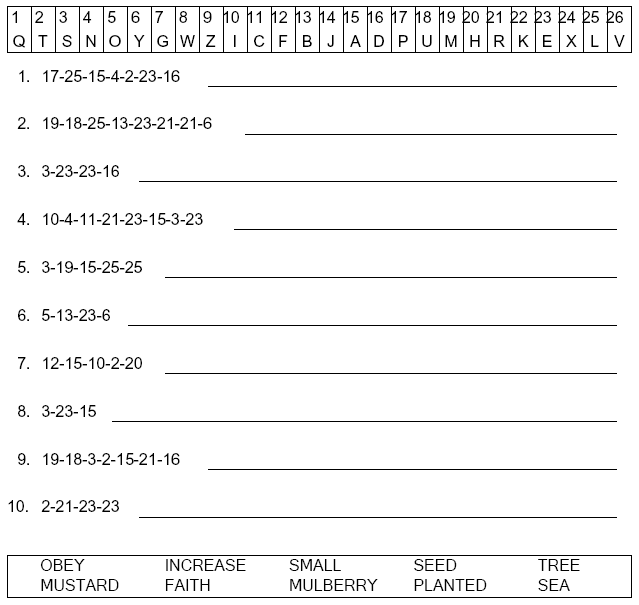 1 2 3 4 5 6 7 8 9 10 11 12 13 14 15 16 17 18 19 20 21 22 23 24 25 26
Q T S N O Y G W Z I C F B J A D P U M H R K E X L V
1. 17-25-15-4-2-23-16
2. 19-18-25-13-23-21-21-6
3. 3-23-23-16
4. 10-4-11-21-23-15-3-23
5. 3-19-15-25-25
6. 5-13-23-6
7. 12-15-10-2-20
8. 3-23-15
9. 19-18-3-2-15-21-16
10. 2-21-23-23
OBEY INCREASE SMALL SEED TREE
MUSTARD FAITH MULBERRY PLANTED SEA